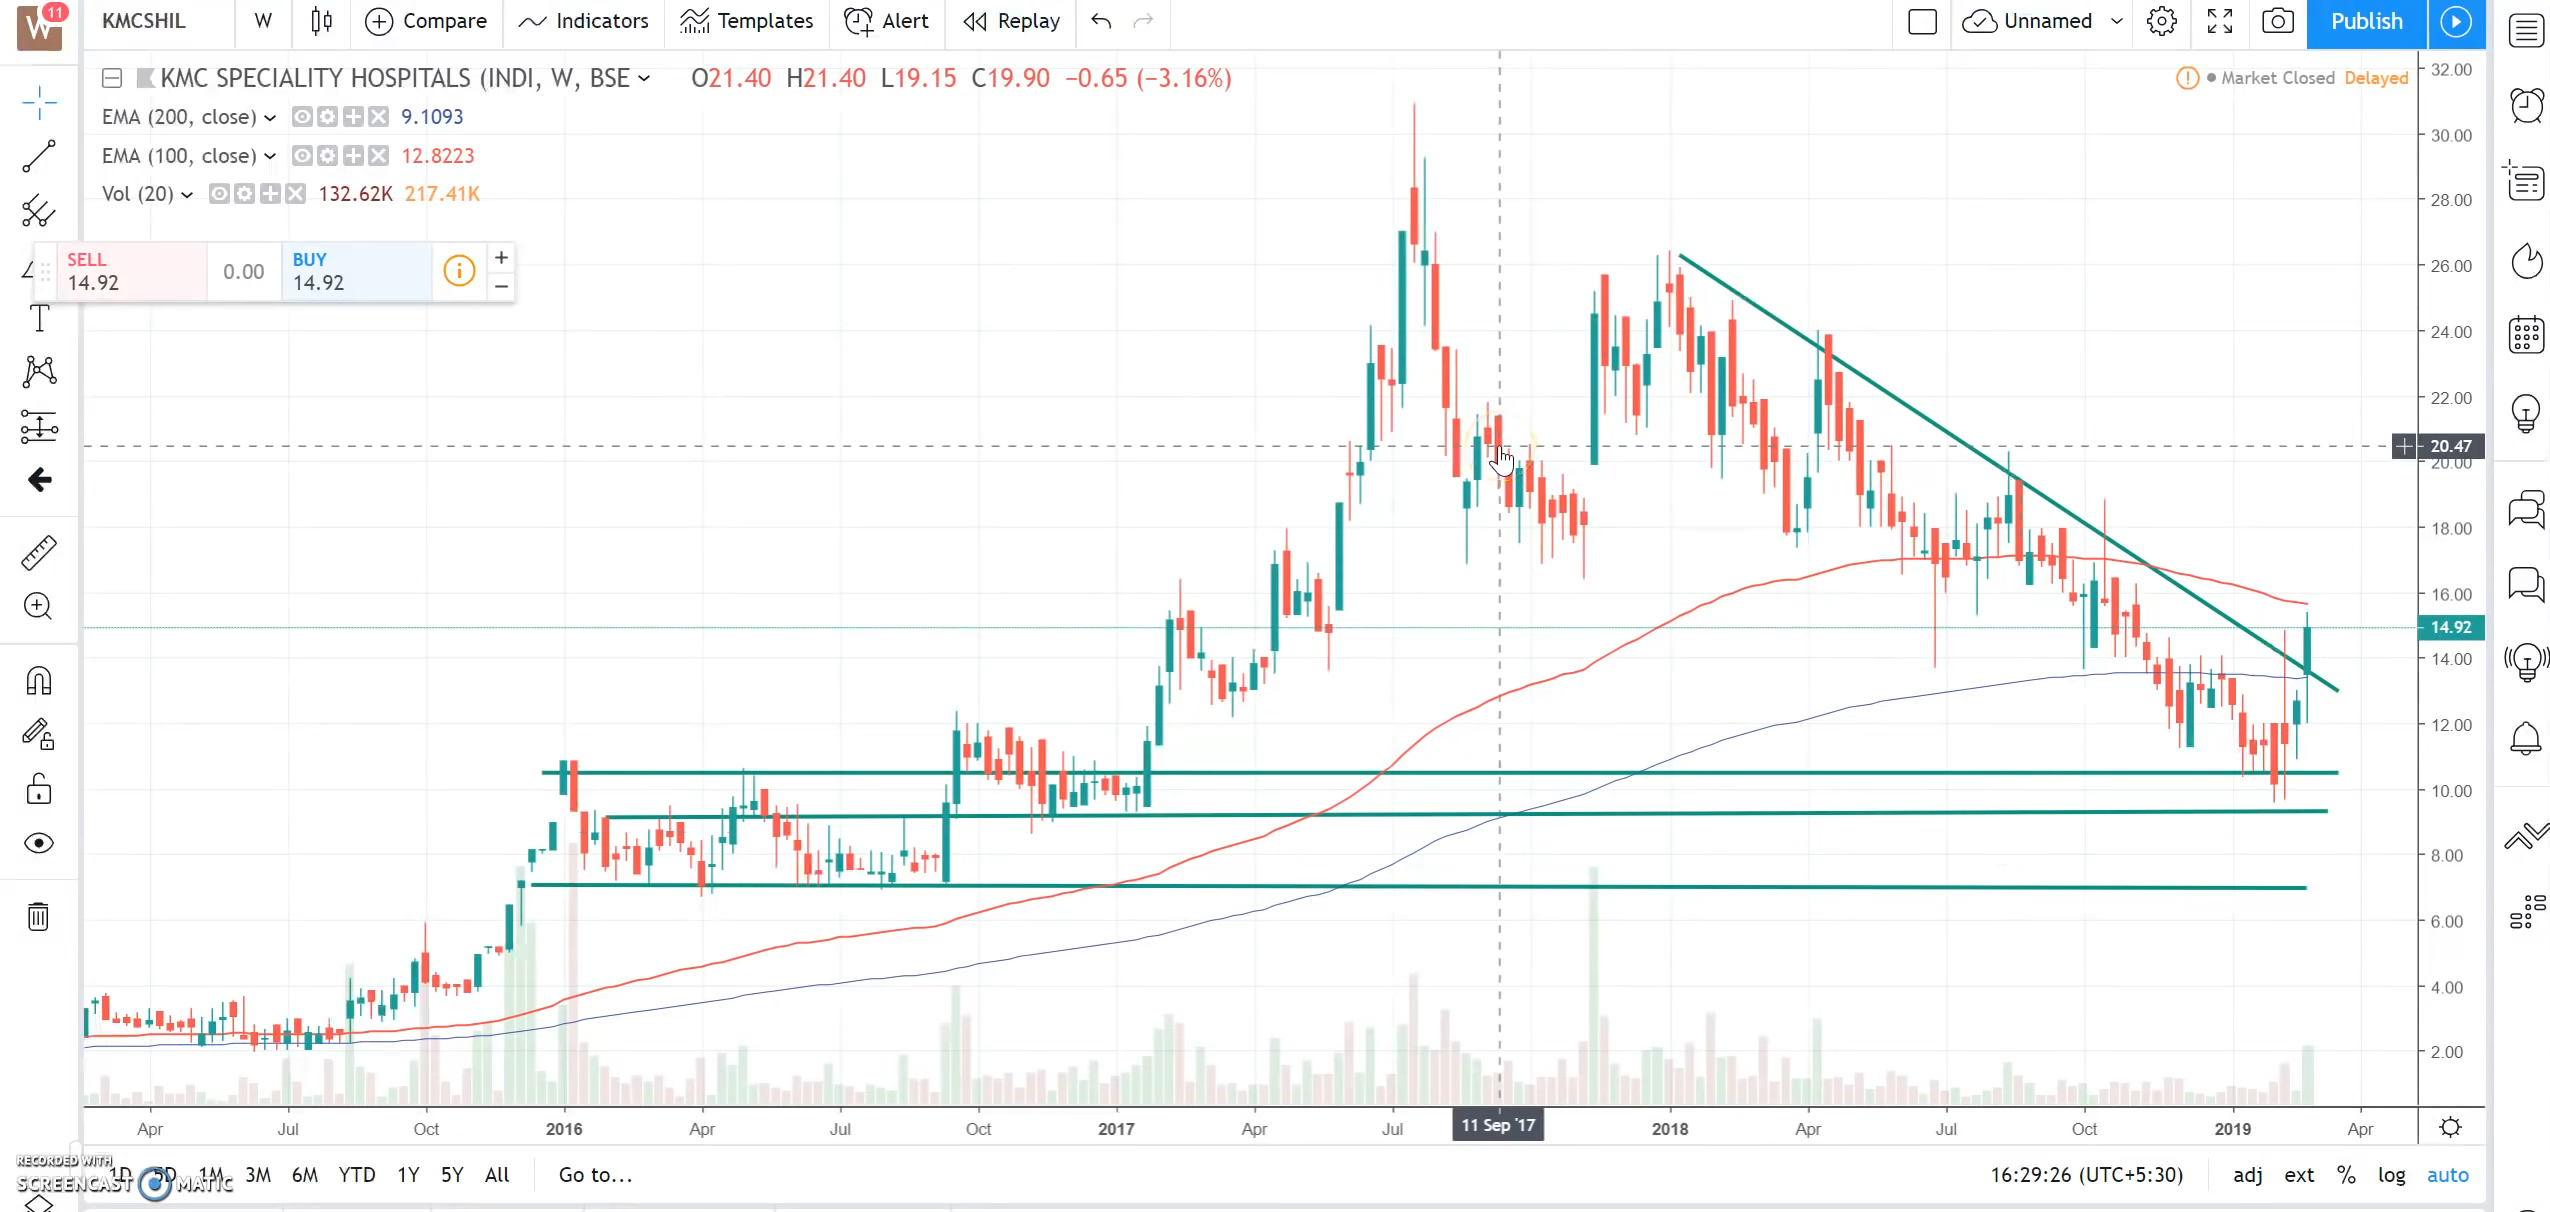 W 11 KMCSHIL W Compare Indicators Templates Alert Replay Unnamed Publish
KMC SPECIALITY HOSPITALS (INDI, W, BSE O21.40 H21.40 L19.15 C19.90 −0.65 (−3.16%)
Market Closed Delayed
EMA (200, close) 9.1093
EMA (100, close) 12.8223
Vol (20) 132.62K 217.41K
SELL
14.92
0.00
BUY
14.92
T
32.00
30.00
28.00
26.00
24.00
22.00
20.47
20.00
18.00
16.00
14.92
14.00
12.00
10.00
8.00
6.00
4.00
2.00
Apr Jul Oct 2016 Apr Jul Oct 2017 Apr Jul 11 Sep '17 2018 Apr Jul Oct 2019 Apr
RECORDED WITH
SCREENCAST MATIC
1D 5D 1M 3M 6M YTD 1Y 5Y All Go to... 16:29:26 (UTC+5:30) adj ext % log auto